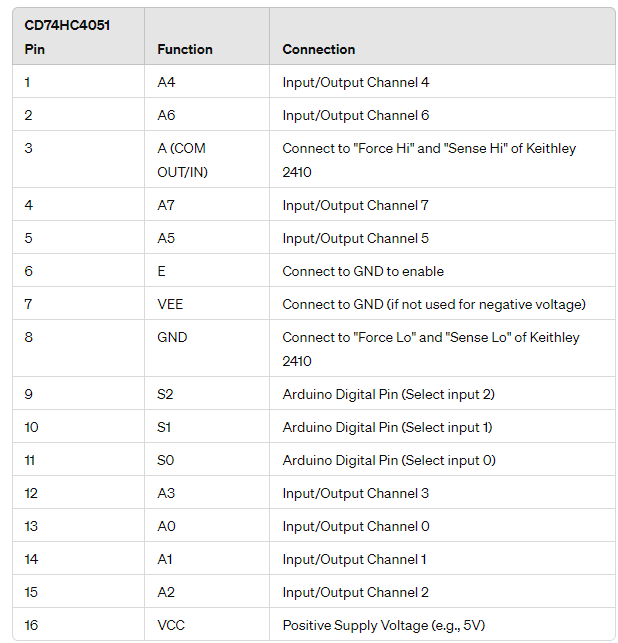 CD74HC4051
Pin Function Connection
1 A4 Input/Output Channel 4
2 A6 Input/Output Channel 6
3 A (COM Connect to "Force Hi" and "Sense Hi" of Keithley
OUT/IN) 2410
4 A7 Input/Output Channel 7
5 A5 Input/Output Channel 5
6 E Connect to GND to enable
7 VEE Connect to GND (if not used for negative voltage)
8 GND Connect to "Force Lo" and "Sense Lo" of Keithley
2410
9 S2 Arduino Digital Pin (Select input 2)
10 S1 Arduino Digital Pin (Select input 1)
11 S0 Arduino Digital Pin (Select input 0)
12 A3 Input/Output Channel 3
13 A0 Input/Output Channel 0
14 A1 Input/Output Channel 1
15 A2 Input/Output Channel 2
16 VCC Positive Supply Voltage (e.g., 5V)